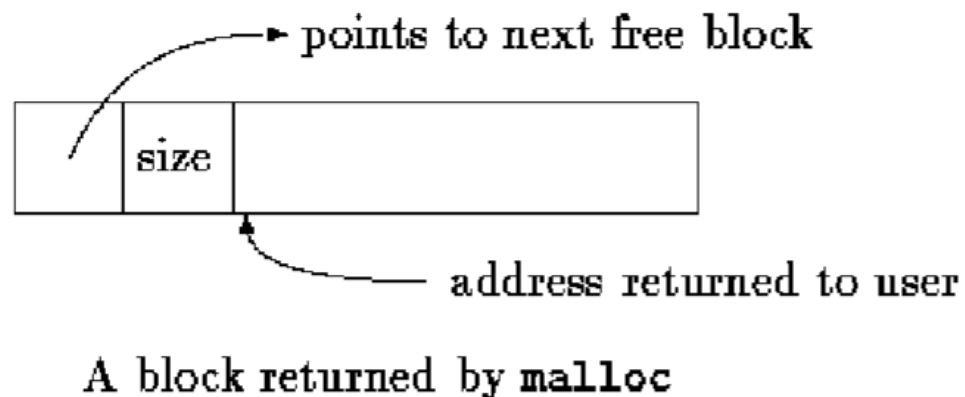 points to next free block
size
address returned to user
A block returned by malloc